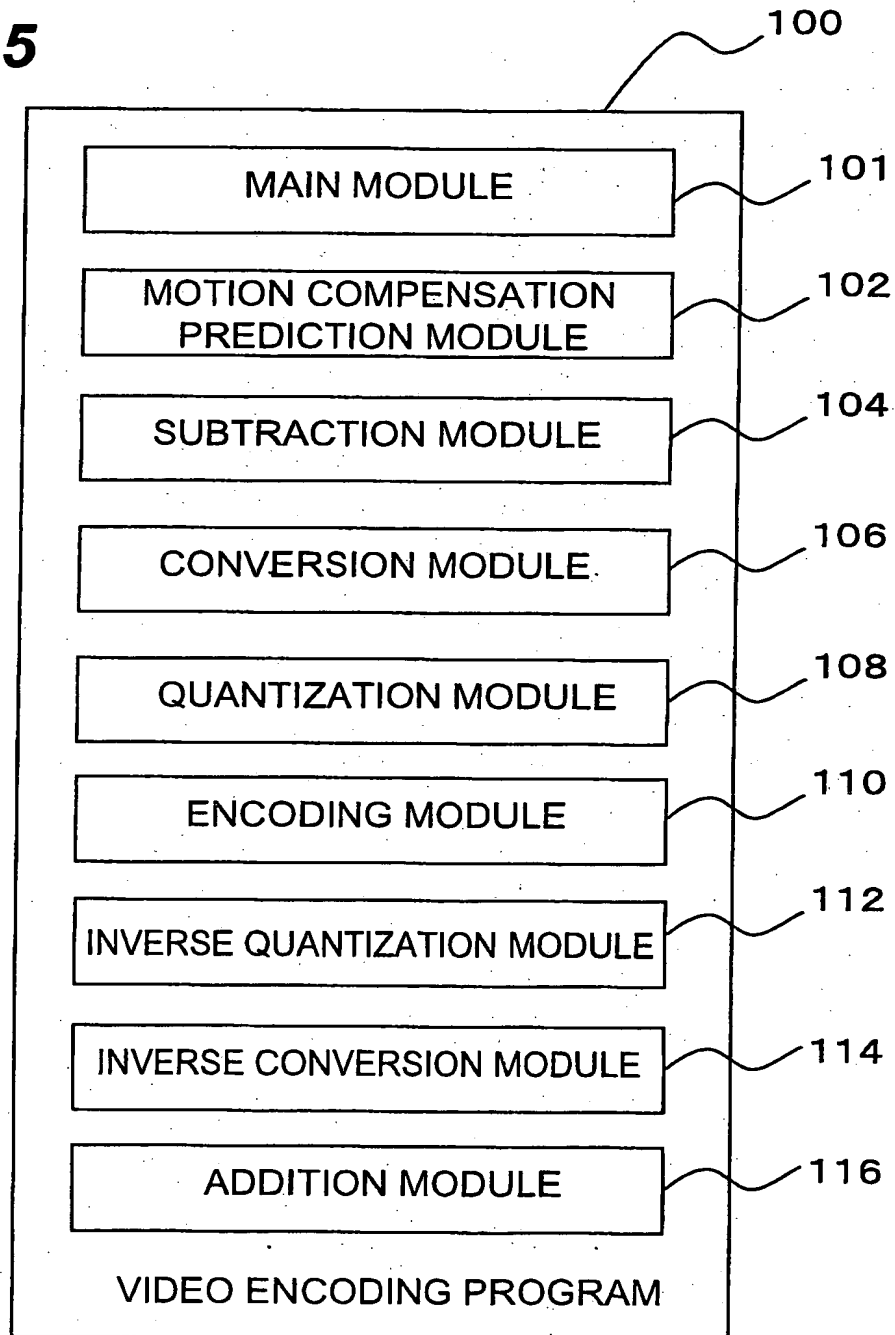 5
100
MAIN MODULE
101
MOTION COMPENSATION
PREDICTION MODULE
102
SUBTRACTION MODULE
104
CONVERSION MODULE
106
QUANTIZATION MODULE
108
ENCODING MODULE
110
INVERSE QUANTIZATION MODULE
112
INVERSE CONVERSION MODULE
114
ADDITION MODULE
116
VIDEO ENCODING PROGRAM